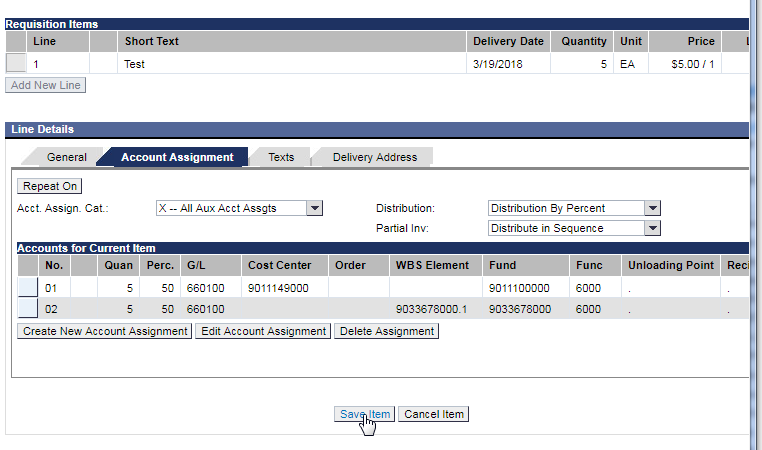 Requisition Items
Line Short Text Delivery Date Quantity Unit Price
1 Test 3/19/2018 5 EA $5.00 / 1
Add New Line
Line Details
General Account Assignment Texts Delivery Address
Repeat On
Acct. Assign. Cat.: X -- All Aux Acct Assgts Distribution: Distribution By Percent
Partial Inv: Distribute in Sequence
Accounts for Current Item
No. Quan Perc. G/L Cost Center Order WBS Element Fund Func Unloading Point Reci
01 5 50 660100 9011149000 9011100000 6000 . .
02 5 50 660100 9033678000.1 9033678000 6000 . .
Create New Account Assignment Edit Account Assignment Delete Assignment
Save Item Cancel Item